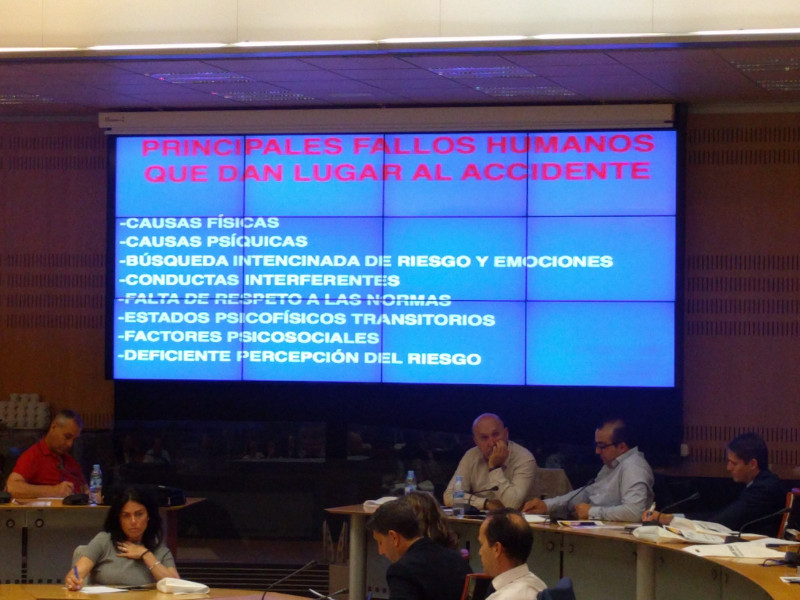 PRINCIPALES FALLOS HUMANOS
QUE DAN LUGAR AL ACCIDENTE
-CAUSAS FÍSICAS
-CAUSAS PSÍQUICAS
-BÚSQUEDA INTENCINADA DE RIESGO Y EMOCIONES
-CONDUCTAS INTERFERENTES
-FALTA DE RESPETO A LAS NORMAS
-ESTADOS PSICOFÍSICOS TRANSITORIOS
-FACTORES PSICOSOCIALES
-DEFICIENTE PERCEPCIÓN DEL RIESGO